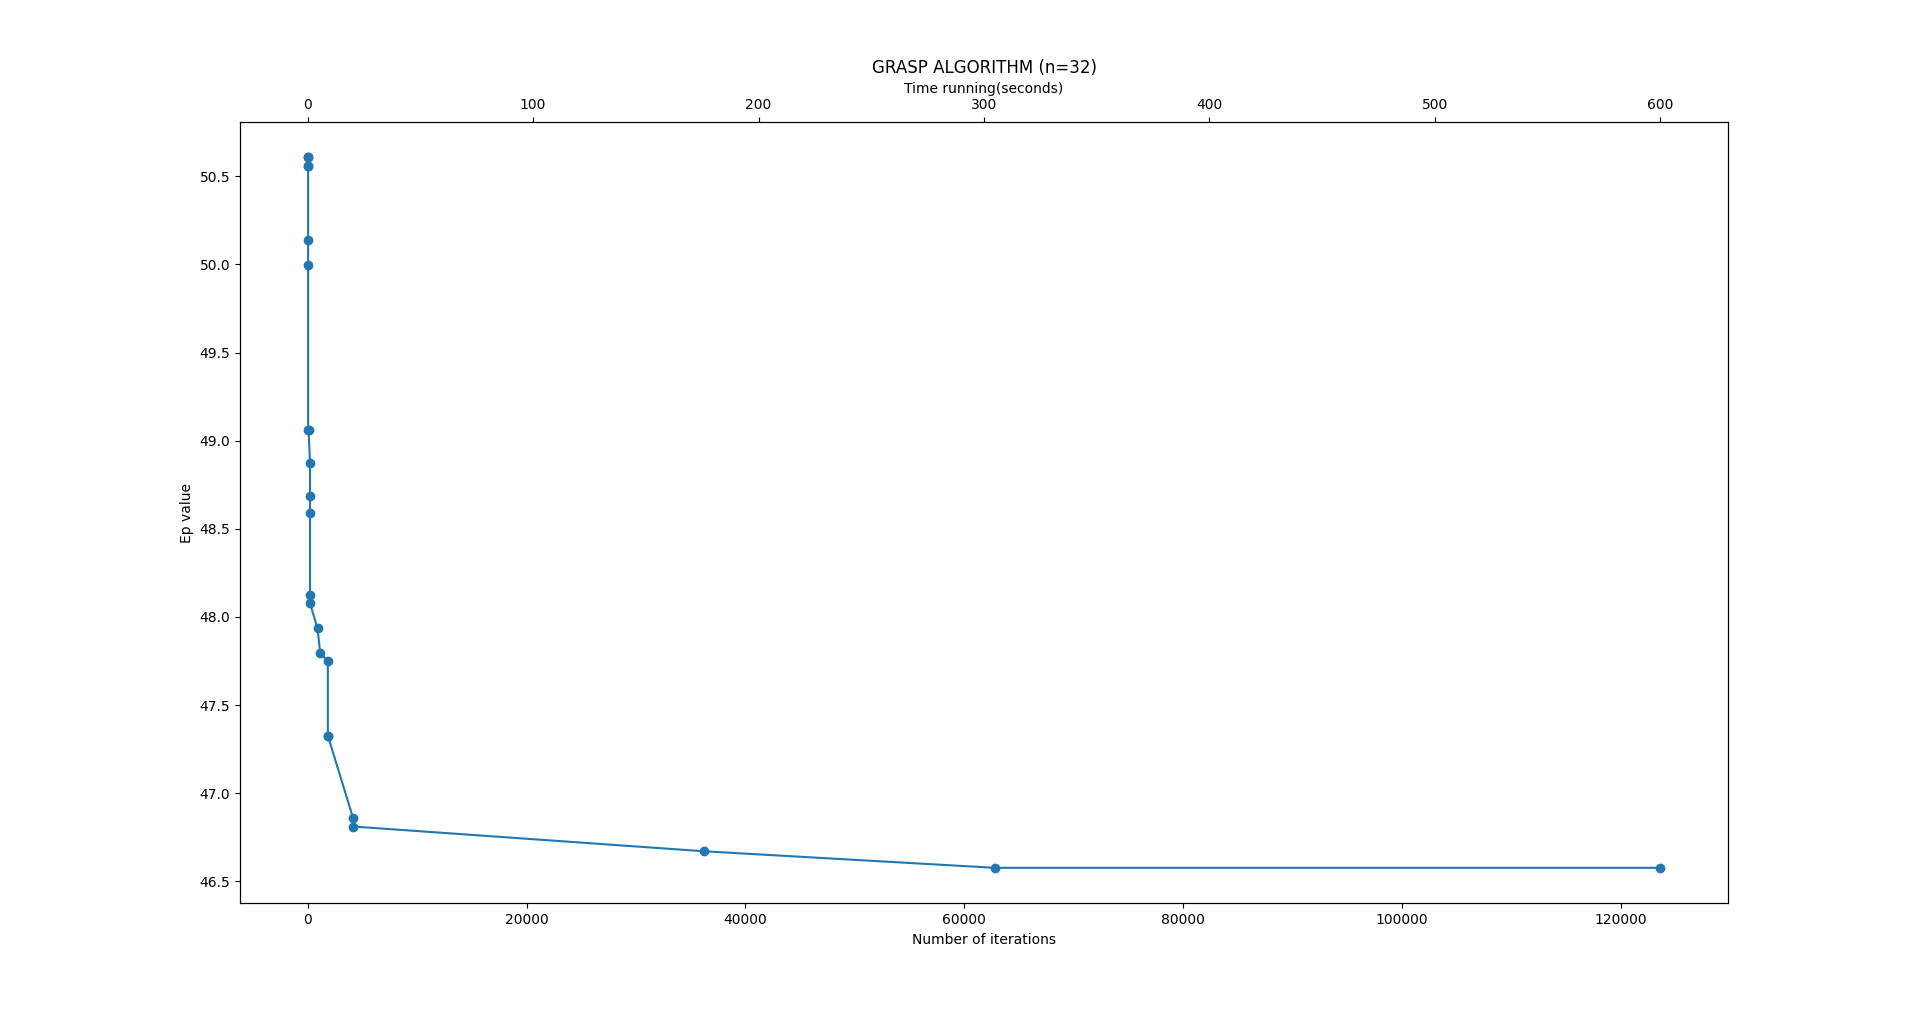 GRASP ALGORITHM (n=32)
Time running(seconds)
0 100 200 300 400 500 600
50.5
50.0
49.5
49.0
48.5
48.0
47.5
47.0
46.5
Ep value
0 20000 40000 60000 80000 100000 120000
Number of iterations